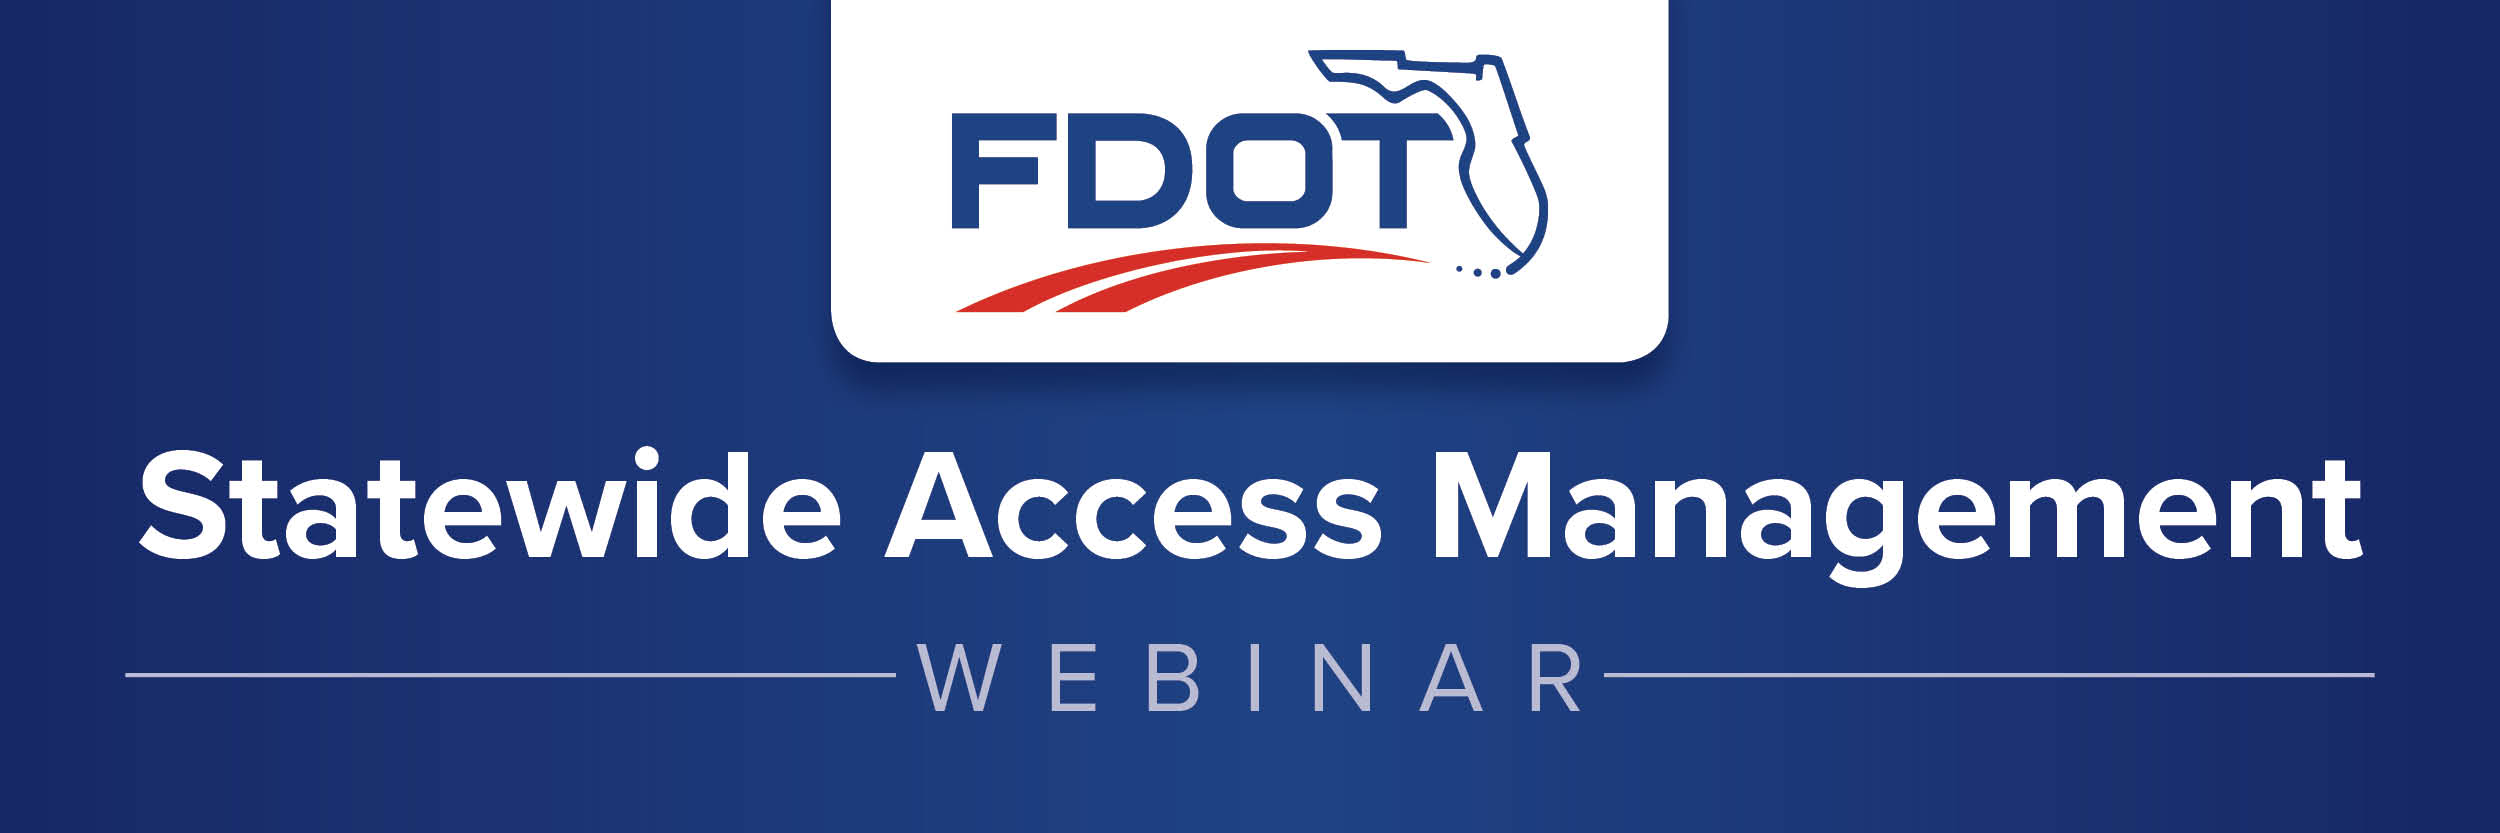 FDOT
Statewide Access Management
WEBINAR